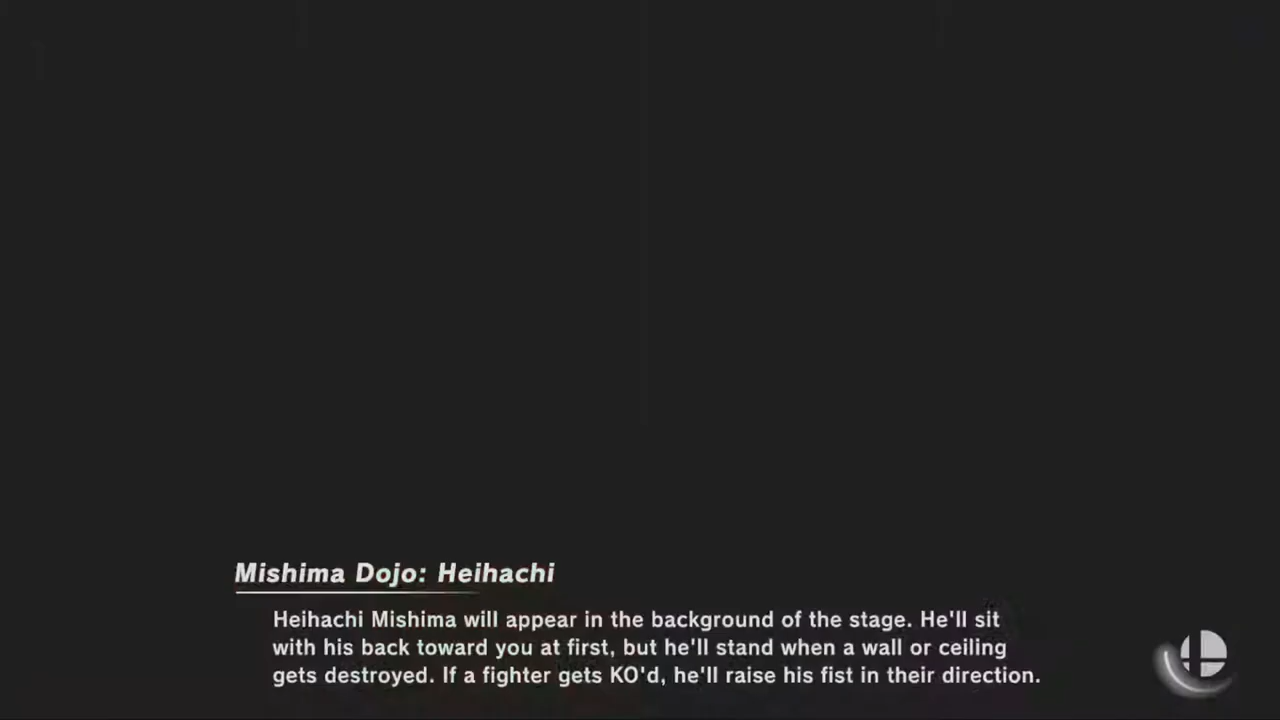 Mishima Dojo: Heihachi
Heihachi Mishima will appear in the background of the stage. He'll sit
with his back toward you at first, but he'll stand when a wall or ceiling
gets destroyed. If a fighter gets KO'd, he'll raise his fist in their direction.